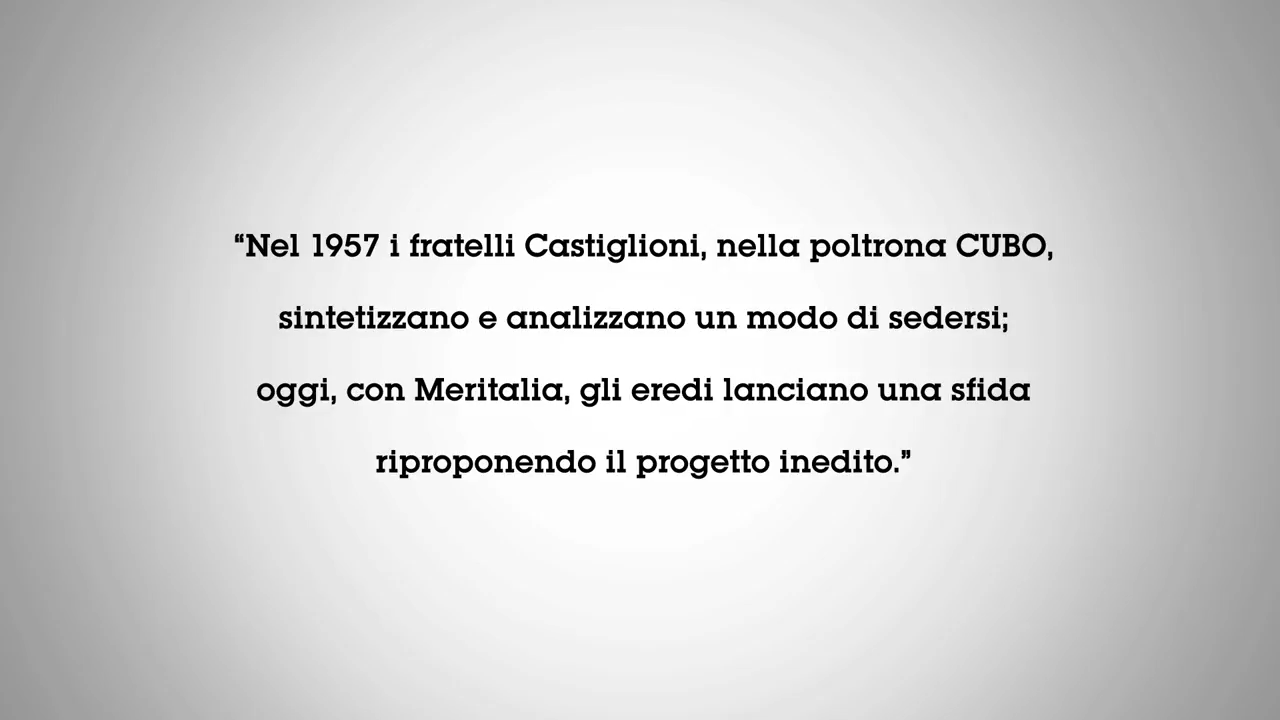 “Nel 1957 i fratelli Castiglioni, nella poltrona CUBO,
sintetizzano e analizzano un modo di sedersi;
oggi, con Meritalia, gli eredi lanciano una sfida
riproponendo il progetto inedito.”